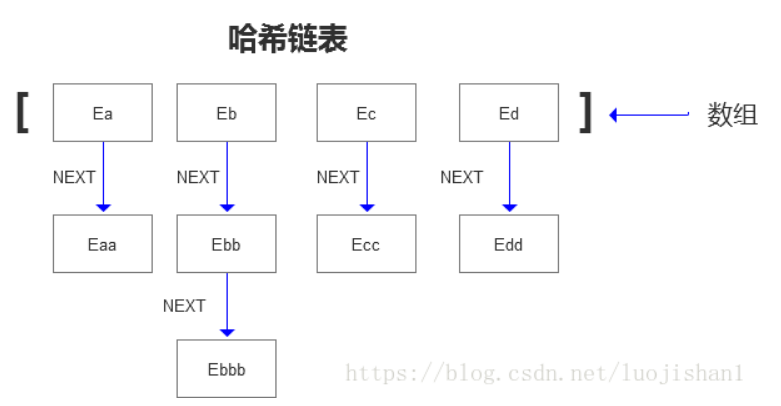 哈希链表
[ Ea Eb Ec Ed ] 数组
NEXT NEXT NEXT NEXT
Eaa Ebb Ecc Edd
NEXT
Ebbb
https://blog.csdn.net/luojishan1